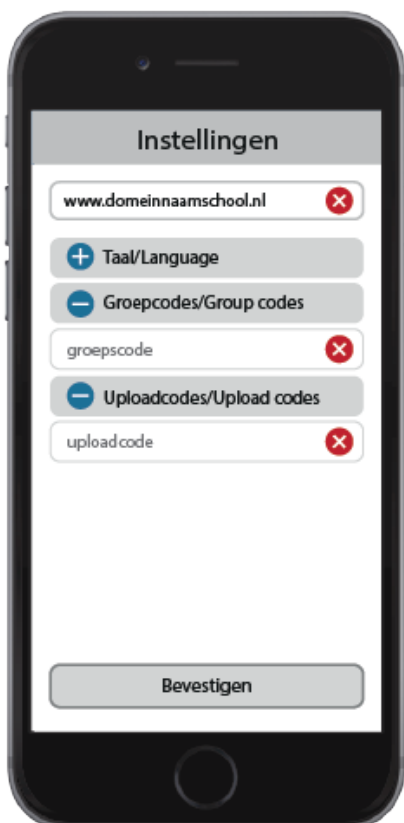 Instellingen
www.domeinnaamschool.nl
Taal/Language
Groepcodes/Group codes
groepscode
Uploadcodes/Upload codes
uploadcode
Bevestigen